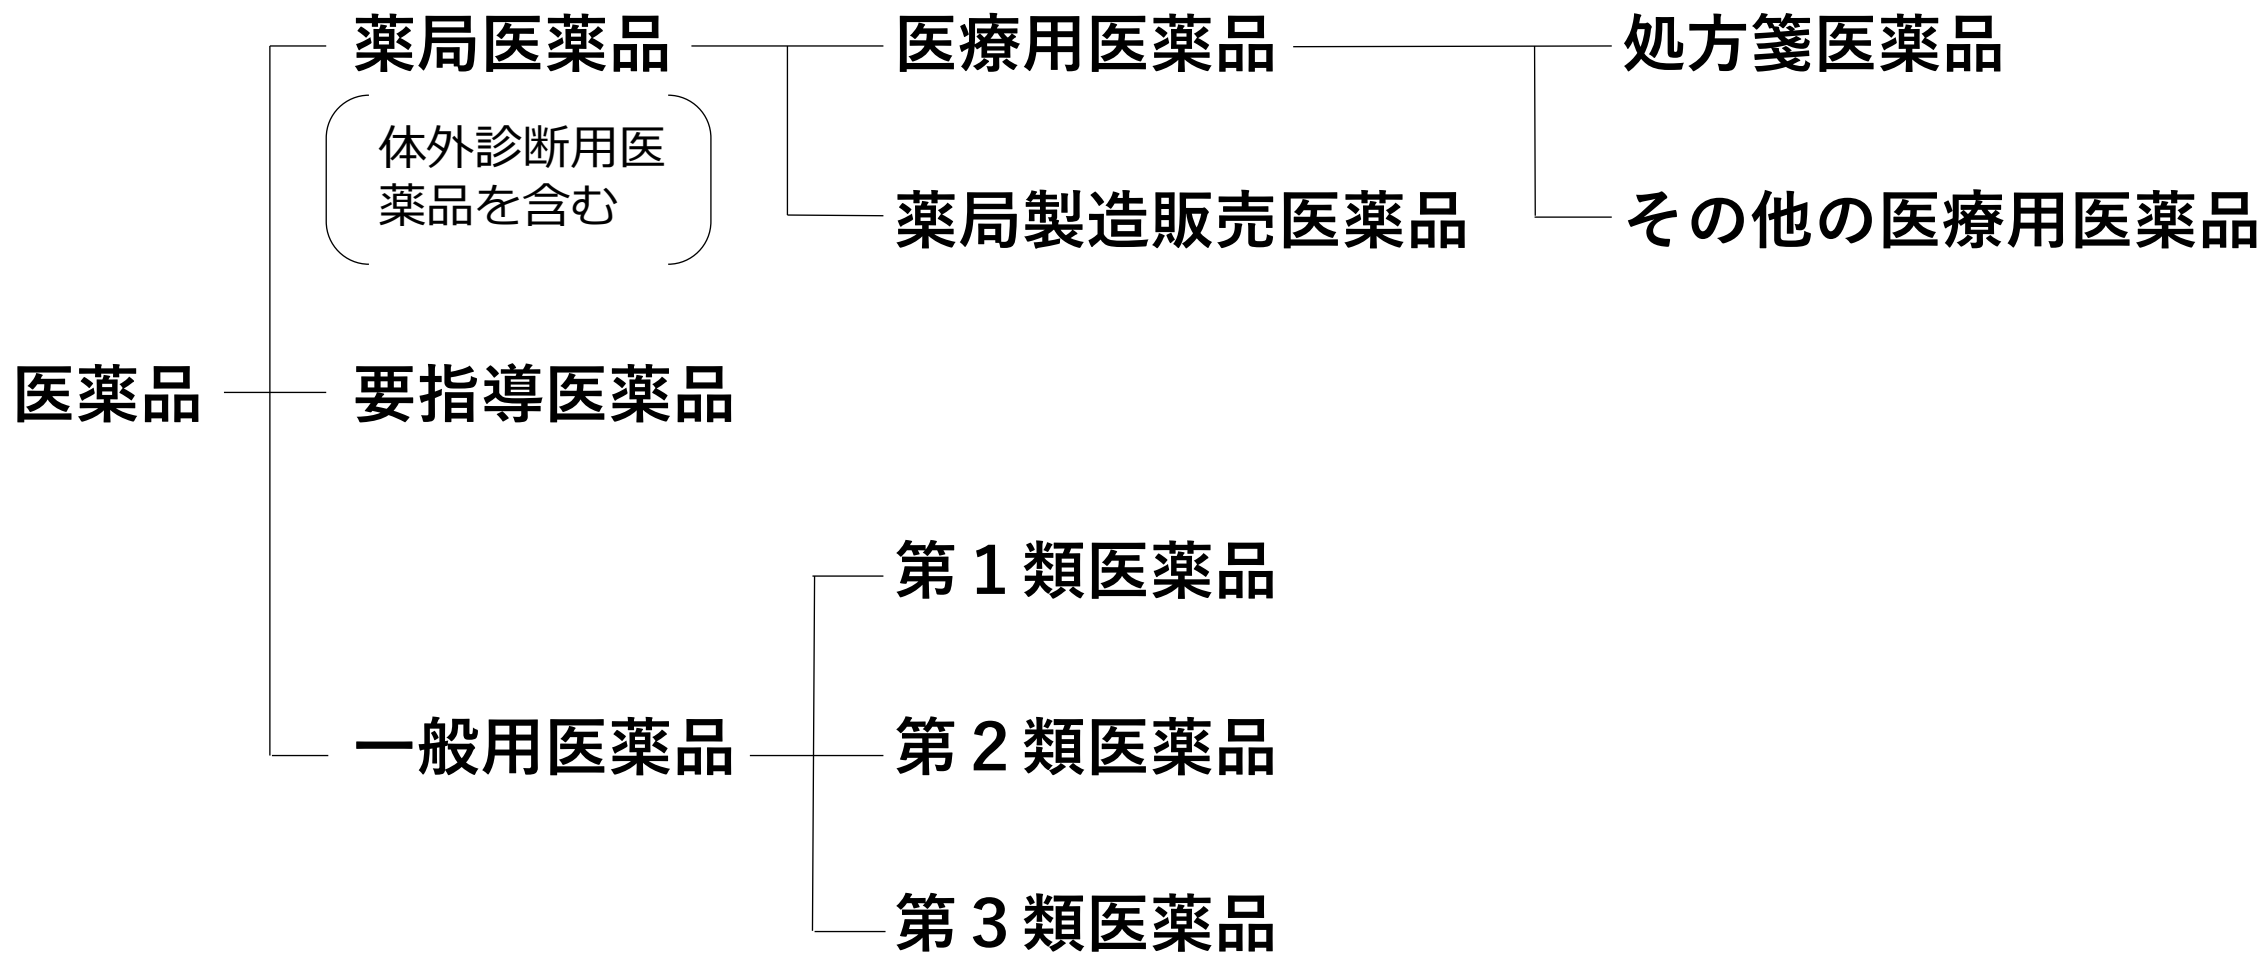 薬局医薬品
医療用医薬品
処方箋医薬品
体外診断用医
薬品を含む
薬局製造販売医薬品
その他の医療用医薬品
医薬品
要指導医薬品
第1類医薬品
一般用医薬品
第2類医薬品
第3類医薬品